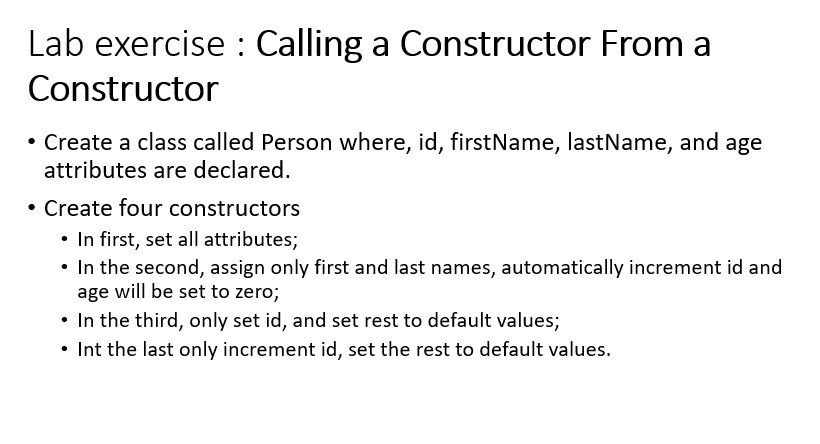 Lab exercise : Calling a Constructor From a
Constructor
• Create a class called Person where, id, firstName, lastName, and age
attributes are declared.
• Create four constructors
• In first, set all attributes;
• In the second, assign only first and last names, automatically increment id and
age will be set to zero;
• In the third, only set id, and set rest to default values;
• Int the last only increment id, set the rest to default values.